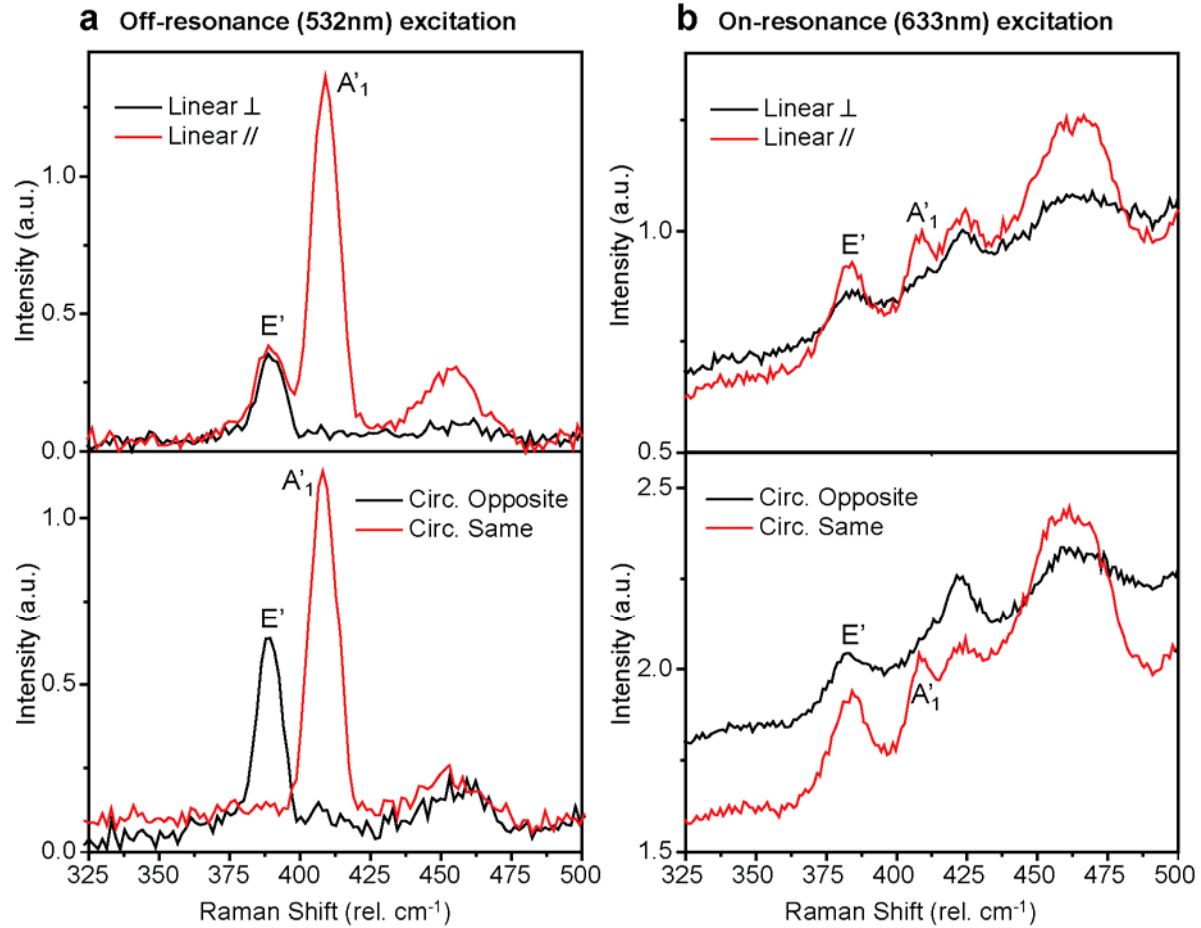 a Off-resonance (532nm) excitation
Linear ⊥
Linear //
A'₁
E'
Intensity (a.u.)
1.0
0.5
0.0
Circ. Opposite
Circ. Same
A'₁
E'
Intensity (a.u.)
1.0
0.5
0.0
325 350 375 400 425 450 475 500
Raman Shift (rel. cm⁻¹)
b On-resonance (633nm) excitation
Linear ⊥
Linear //
A'₁
E'
Intensity (a.u.)
1.0
0.5
Circ. Opposite
Circ. Same
E'
A'₁
Intensity (a.u.)
2.5
2.0
1.5
325 350 375 400 425 450 475 500
Raman Shift (rel. cm⁻¹)